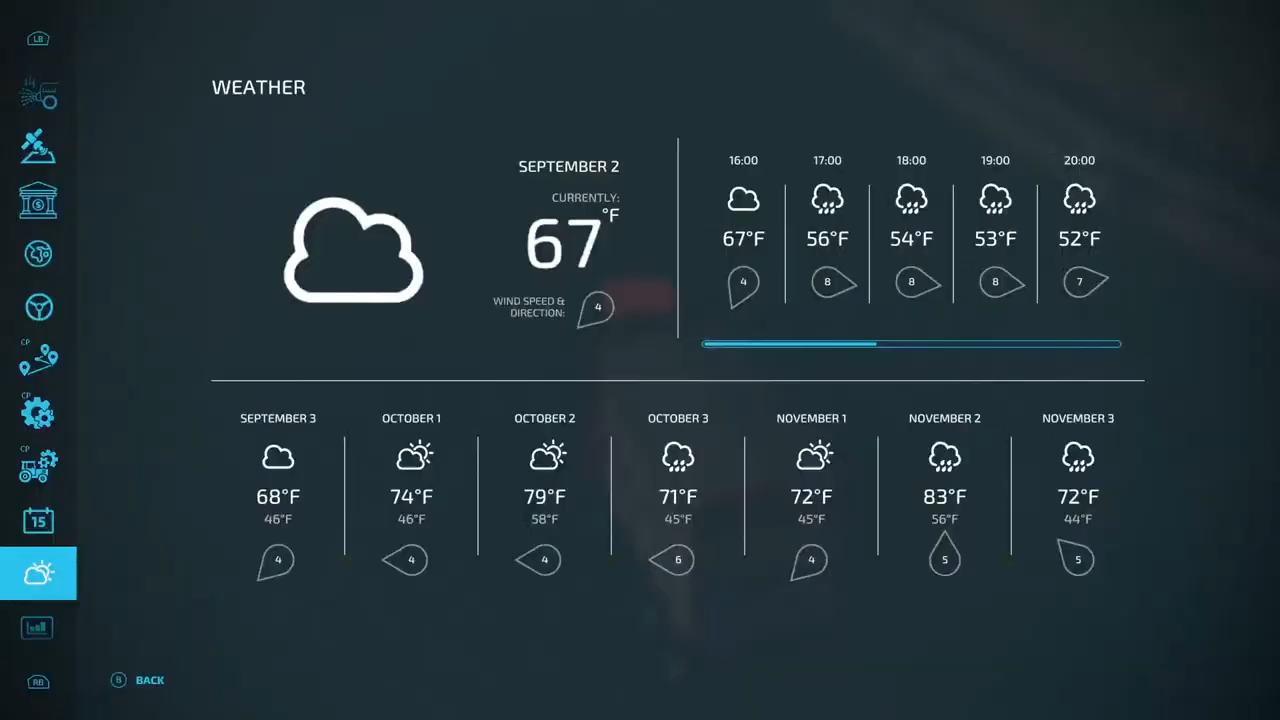 LB
WEATHER
SEPTEMBER 2
CURRENTLY:
67°F
WIND SPEED &
DIRECTION:
4
16:00 17:00 18:00 19:00 20:00
67°F 56°F 54°F 53°F 52°F
4 8 8 8 7
CP
CP
CP
15
SEPTEMBER 3 OCTOBER 1 OCTOBER 2 OCTOBER 3 NOVEMBER 1 NOVEMBER 2 NOVEMBER 3
68°F 74°F 79°F 71°F 72°F 83°F 72°F
46°F 46°F 58°F 45°F 45°F 56°F 44°F
4 4 4 6 4 5 5
RB
B BACK